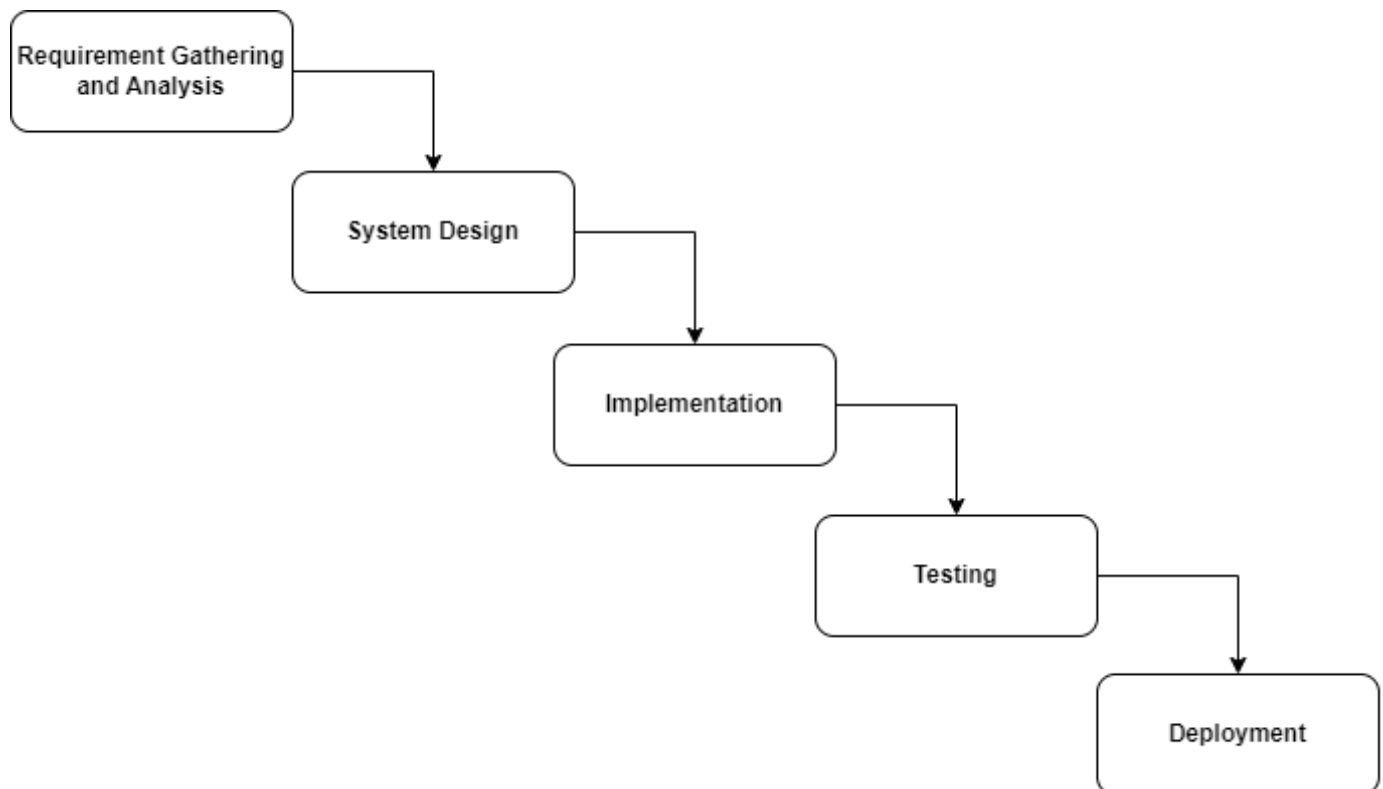 Requirement Gathering
and Analysis
System Design
Implementation
Testing
Deployment